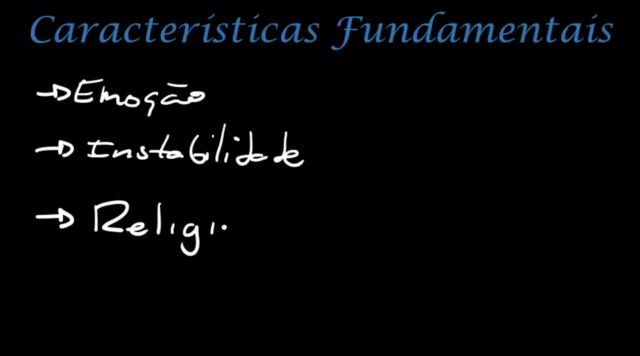 Características Fundamentais
→ Emoção
→ Instabilidade
→ Religi